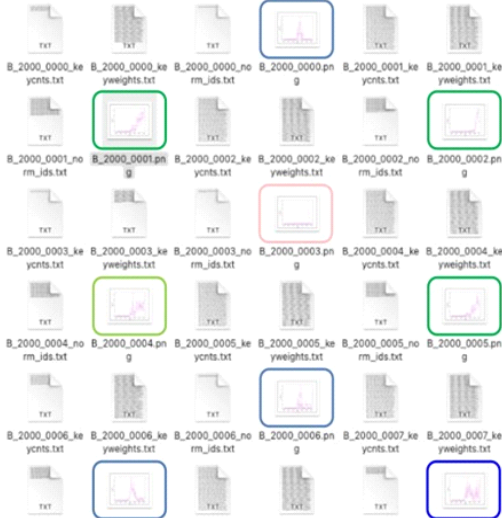 TXT TXT TXT TXT TXT
B_2000_0000_ke B_2000_0000_ke B_2000_0000_no B_2000_0000.pn B_2000_0001_ke B_2000_0001_ke
ycnts.txt yweights.txt rm_ids.txt g ycnts.txt yweights.txt
TXT TXT TXT TXT
B_2000_0001_no B_2000_0001.pn B_2000_0002_ke B_2000_0002_ke B_2000_0002_no B_2000_0002.pn
rm_ids.txt g ycnts.txt yweights.txt rm_ids.txt g
TXT TXT TXT TXT TXT
B_2000_0003_ke B_2000_0003_ke B_2000_0003_no B_2000_0003.pn B_2000_0004_ke B_2000_0004_ke
ycnts.txt yweights.txt rm_ids.txt g ycnts.txt yweights.txt
TXT TXT TXT TXT
B_2000_0004_no B_2000_0004.pn B_2000_0005_ke B_2000_0005_ke B_2000_0005_no B_2000_0005.pn
rm_ids.txt g ycnts.txt yweights.txt rm_ids.txt g
TXT TXT TXT TXT TXT
B_2000_0006_ke B_2000_0006_ke B_2000_0006_no B_2000_0006.pn B_2000_0007_ke B_2000_0007_ke
ycnts.txt yweights.txt rm_ids.txt g ycnts.txt yweights.txt
TXT TXT TXT TXT